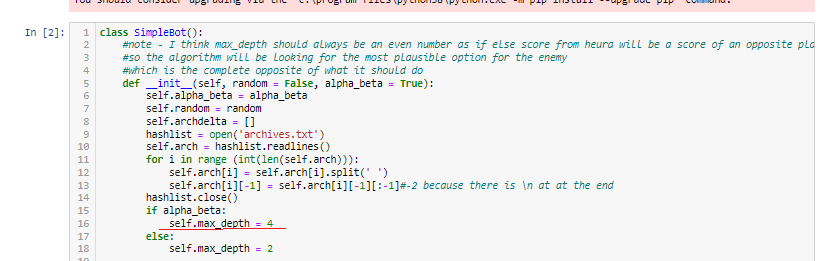 You should consider upgrading via the 'c:\program files\python38\python.exe -m pip install --upgrade pip' command.
In [2]:
1 class SimpleBot():
2 #note - I think max_depth should always be an even number as if else score from heura will be a score of an opposite pla
3 #so the algorithm will be looking for the most plausible option for the enemy
4 #which is the complete opposite of what it should do
5 def __init__(self, random = False, alpha_beta = True):
6 self.alpha_beta = alpha_beta
7 self.random = random
8 self.archdelta = []
9 hashlist = open('archives.txt')
10 self.arch = hashlist.readlines()
11 for i in range (int(len(self.arch))):
12 self.arch[i] = self.arch[i].split(' ')
13 self.arch[i][-1] = self.arch[i][-1][:-1]#-2 because there is \n at at the end
14 hashlist.close()
15 if alpha_beta:
16 self.max_depth = 4
17 else:
18 self.max_depth = 2